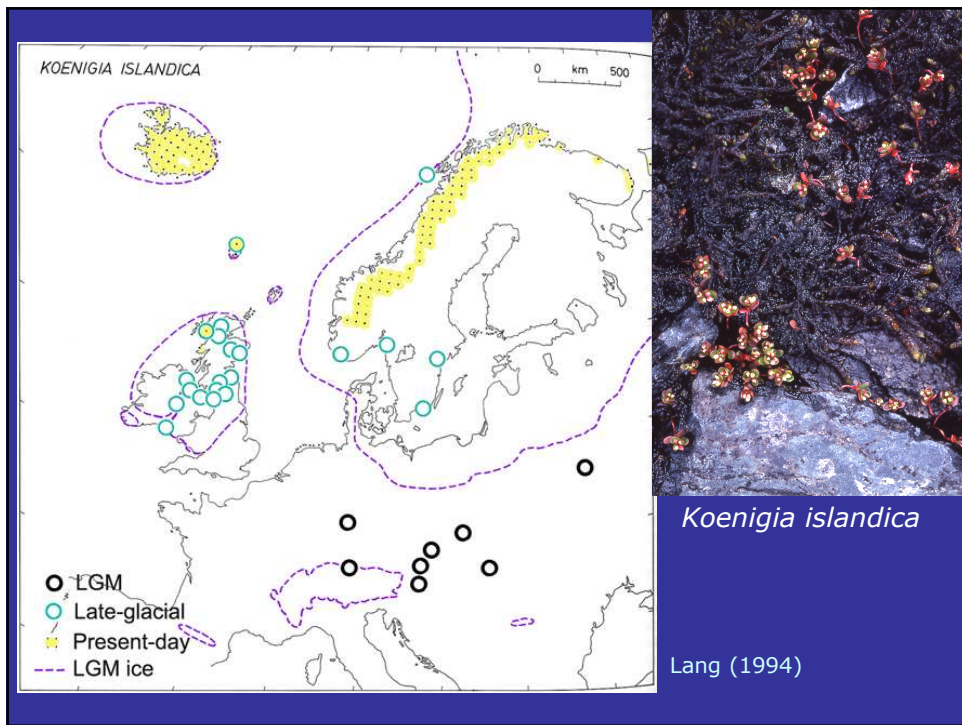 KOENIGIA ISLANDICA
0 km 500
LGM
Late-glacial
Present-day
LGM ice
Koenigia islandica
Lang (1994)